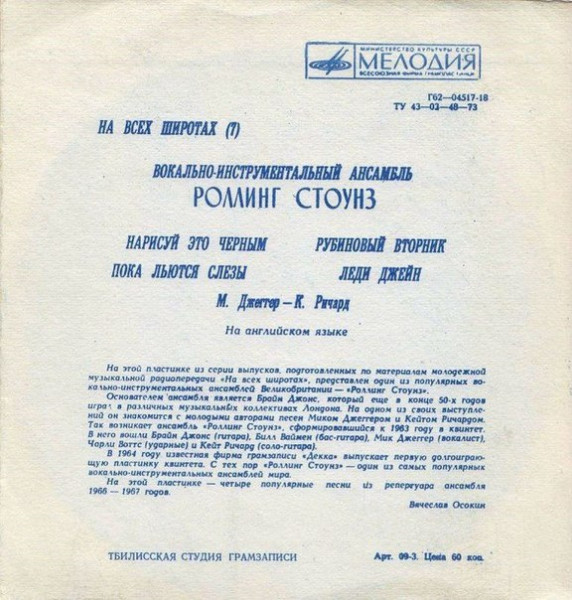 МИНИСТЕРСТВО КУЛЬТУРЫ СССР
МЕЛОДИЯ
ВСЕСОЮЗНАЯ ФИРМА ГРАМПЛАСТИНОК
Г62—04517-18
ТУ 43—03—48—73
НА ВСЕХ ШИРОТАХ (7)
ВОКАЛЬНО-ИНСТРУМЕНТАЛЬНЫЙ АНСАМБЛЬ
РОЛЛИНГ СТОУНЗ
НАРИСУЙ ЭТО ЧЕРНЫМ РУБИНОВЫЙ ВТОРНИК
ПОКА ЛЬЮТСЯ СЛЕЗЫ ЛЕДИ ДЖЕЙН
М. Джеггер — К. Ричард
На английском языке
На этой пластинке из серии выпусков, подготовленных по материалам молодежной
музыкальной радиопередачи «На всех широтах», представлен один из популярных во-
кально-инструментальных ансамблей Великобритании — «Роллинг Стоунз».
Основателем ансамбля является Брайн Джонс, который еще в конце 50-х годов
играл в различных музыкальных коллективах Лондона. На одном из своих выступле-
ний он знакомится с молодыми авторами песен Миком Джеггером и Кейтом Ричардом.
Так возникает ансамбль «Роллинг Стоунз», сформировавшийся к 1963 году в квинтет.
В него вошли Брайн Джонс (гитара), Билл Ваймен (бас-гитара), Мик Джеггер (вокалист),
Чарли Воттс (ударные) и Кейт Ричард (соло-гитара).
В 1964 году известная фирма грамзаписи «Декка» выпускает первую долгоиграю-
щую пластинку квинтета. С тех пор «Роллинг Стоунз» — один из самых популярных
вокально-инструментальных ансамблей мира.
На этой пластинке — четыре популярные песни из репертуара ансамбля
1966 — 1967 годов.
Вячеслав Осокин
ТБИЛИССКАЯ СТУДИЯ ГРАМЗАПИСИ Арт. 09-3. Цена 60 коп.